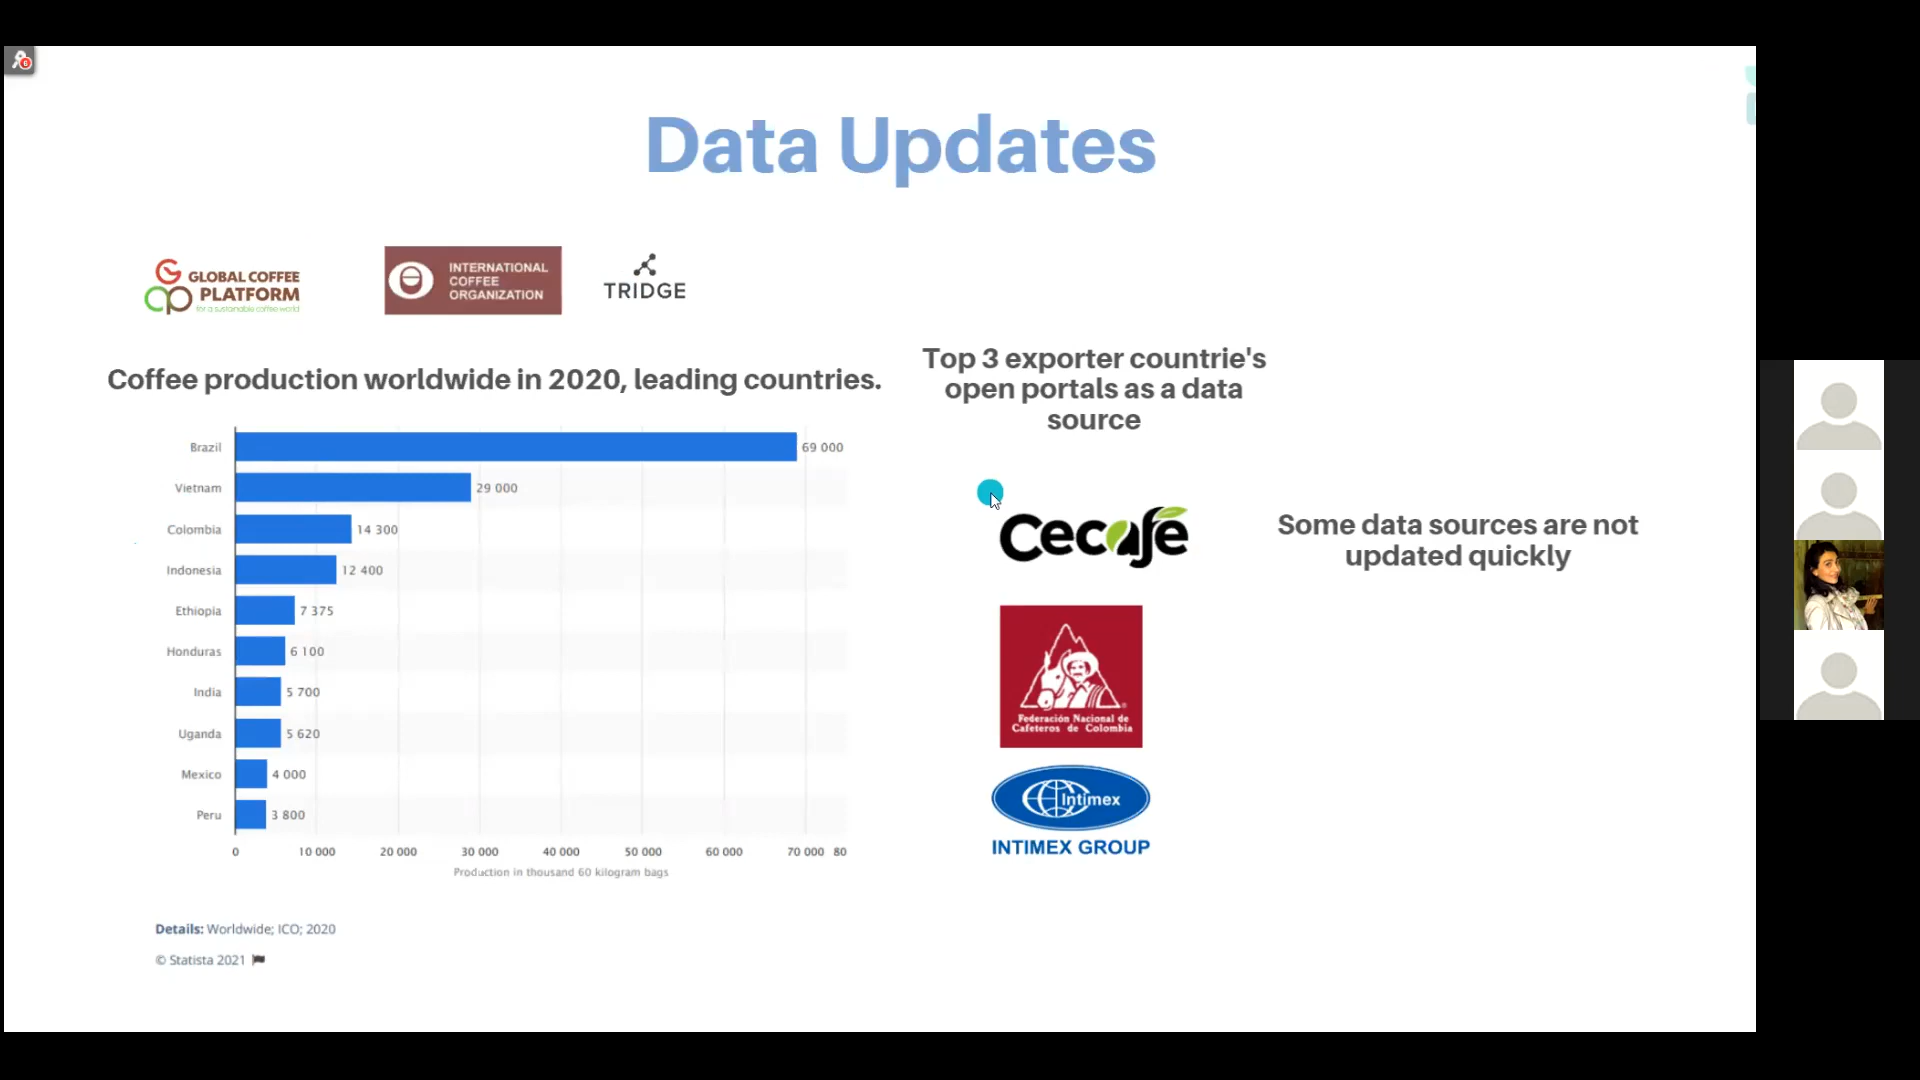 6
Data Updates
GLOBAL COFFEE
PLATFORM
for a sustainable coffee world
INTERNATIONAL
COFFEE
ORGANIZATION
TRIDGE
Coffee production worldwide in 2020, leading countries.
Brazil 69 000
Vietnam 29 000
Colombia 14 300
Indonesia 12 400
Ethiopia 7 375
Honduras 6 100
India 5 700
Uganda 5 620
Mexico 4 000
Peru 3 800
0 10 000 20 000 30 000 40 000 50 000 60 000 70 000 80
Production in thousand 60 kilogram bags
Details: Worldwide; ICO; 2020
© Statista 2021
Top 3 exporter countrie's
open portals as a data
source
Cecafé
Federación Nacional de
Cafeteros de Colombia
Intimex
INTIMEX GROUP
Some data sources are not
updated quickly